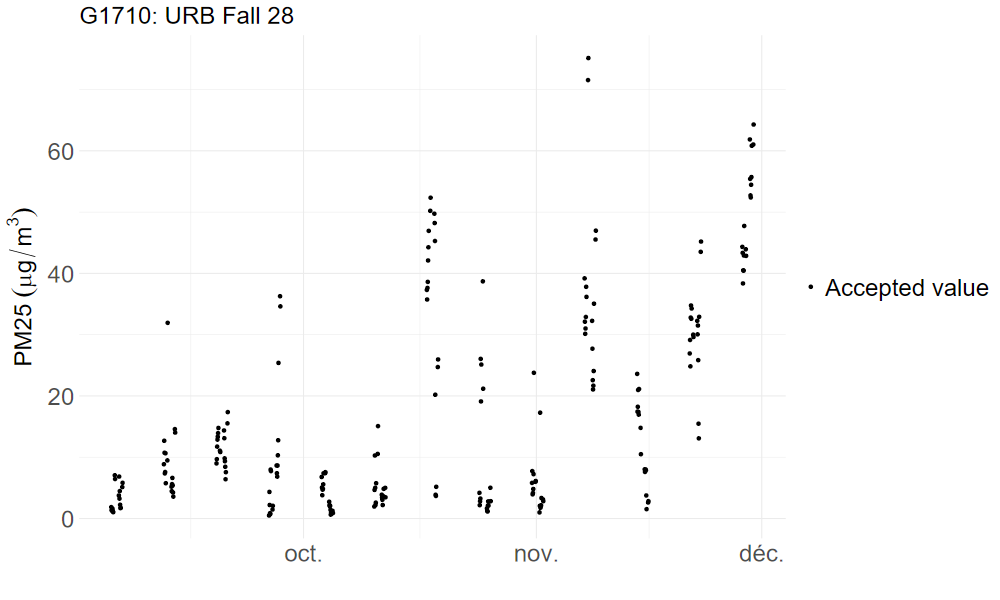 G1710: URB Fall 28
PM25 (μg/m³)
60
40
20
0
oct.
nov.
déc.
Accepted value